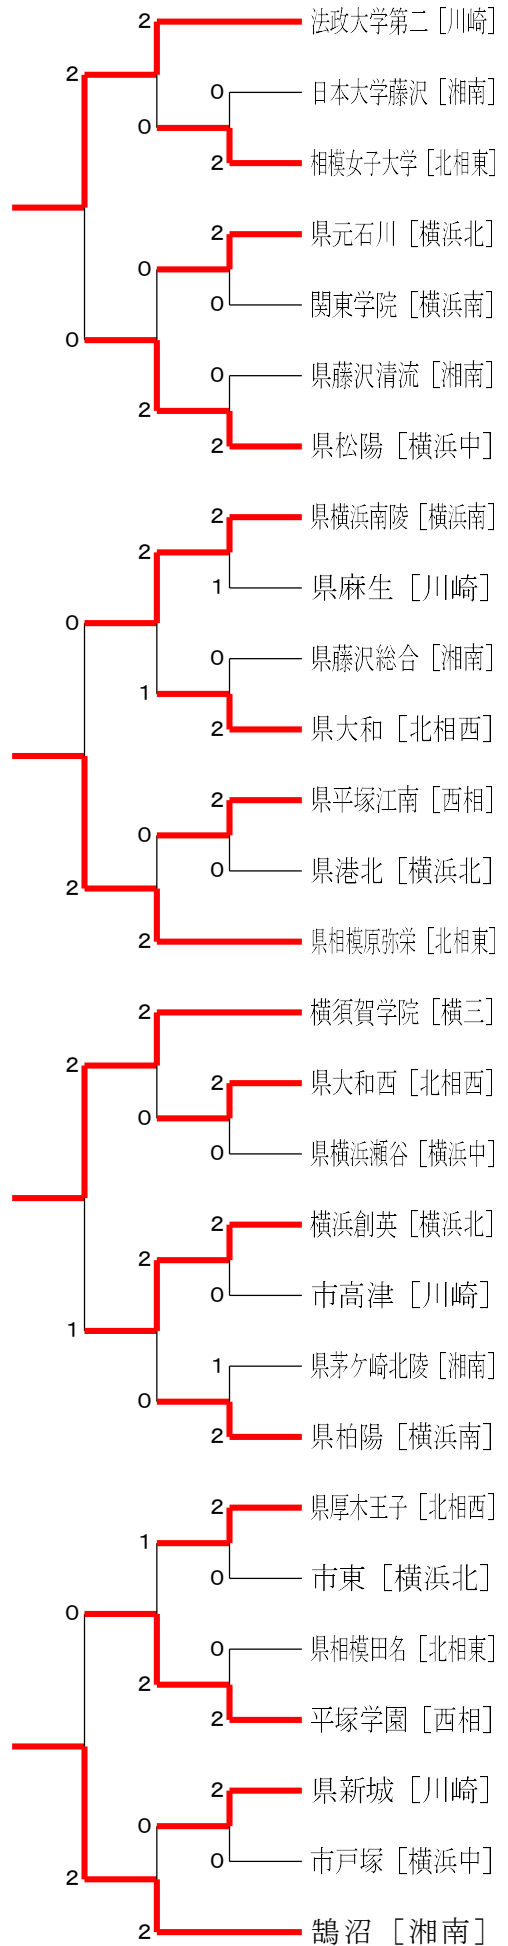 2 法政大学第二［川崎］
2
0 日本大学藤沢［湘南］
0
2 相模女子大学［北相東］
2 県元石川［横浜北］
0
0 関東学院［横浜南］
0
0 県藤沢清流［湘南］
2
2 県松陽［横浜中］
2 県横浜南陵［横浜南］
2
1 県麻生［川崎］
0
0 県藤沢総合［湘南］
1
2 県大和［北相西］
2 県平塚江南［西相］
0
0 県港北［横浜北］
2
2 県相模原弥栄［北相東］
2 横須賀学院［横三］
2
2 県大和西［北相西］
0
0 県横浜瀬谷［横浜中］
2 横浜創英［横浜北］
2
0 市高津［川崎］
1
1 県茅ケ崎北陵［湘南］
0
2 県柏陽［横浜南］
2 県厚木王子［北相西］
1
0 市東［横浜北］
0
0 県相模田名［北相東］
2
2 平塚学園［西相］
2 県新城［川崎］
0
0 市戸塚［横浜中］
2
2 鵠沼［湘南］